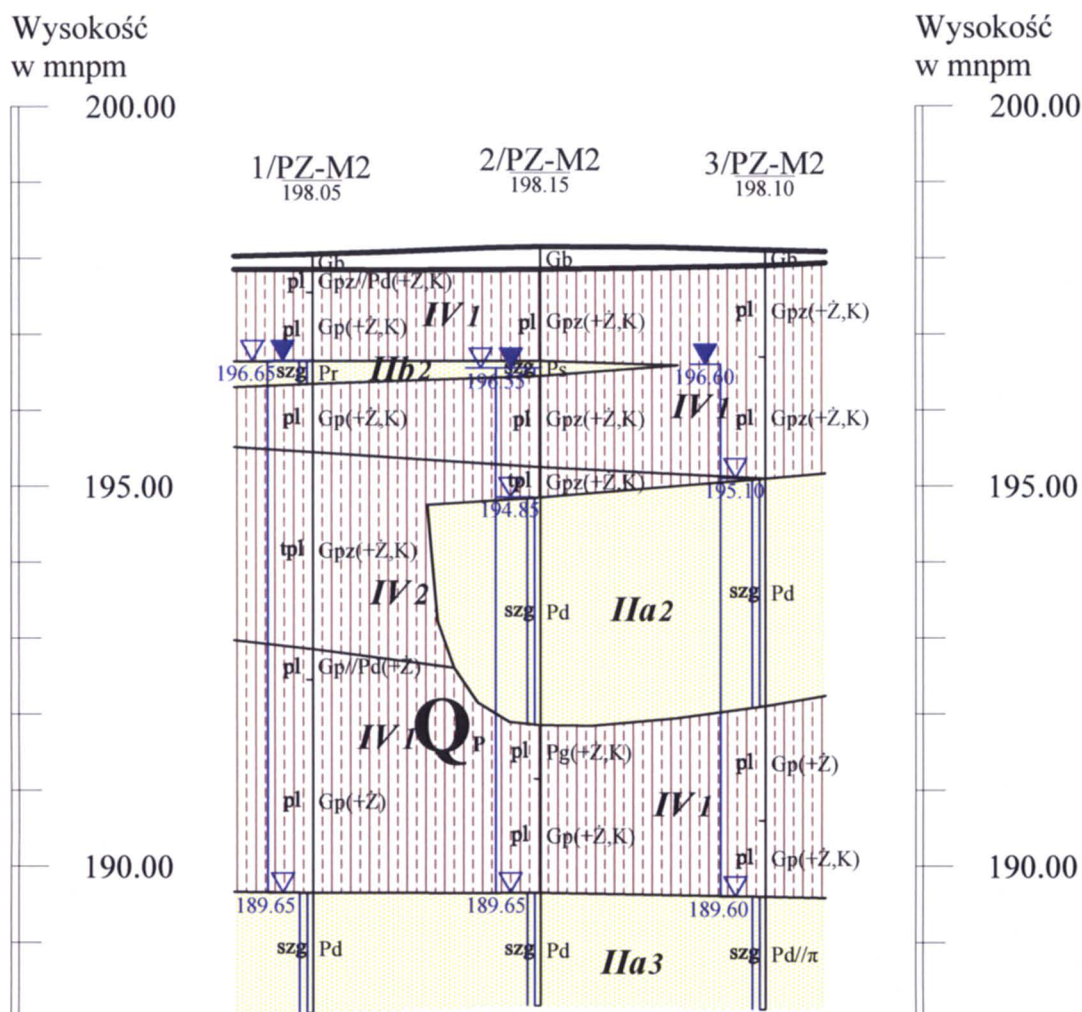 Wysokość
w mnpm
Wysokość
w mnpm
200.00
200.00
1/PZ-M2
198.05
2/PZ-M2
198.15
3/PZ-M2
198.10
Gb
Gb
Gb
pl Gpz//Pd(+Ż,K)
IV 1
pl Gpz(+Ż,K)
pl Gpz(+Ż,K)
pl Gp(+Ż,K)
196.65 szg Pr
IIb2
196.55 szg Ps
196.60
pl Gp(+Ż,K)
pl Gpz(+Ż,K)
IV 1
pl Gpz(+Ż,K)
195.00
tpl Gpz(+Ż,K)
194.85
195.10
195.00
tpl Gpz(+Ż,K)
IV 2
szg Pd
IIa2
szg Pd
pl Gp//Pd(+Ż)
IV 1
Qp
pl Pg(+Ż,K)
pl Gp(+Ż)
pl Gp(+Ż)
pl Gp(+Ż,K)
IV 1
pl Gp(+Ż,K)
190.00
190.00
189.65
189.65
189.60
szg Pd
szg Pd
IIa3
szg Pd//π